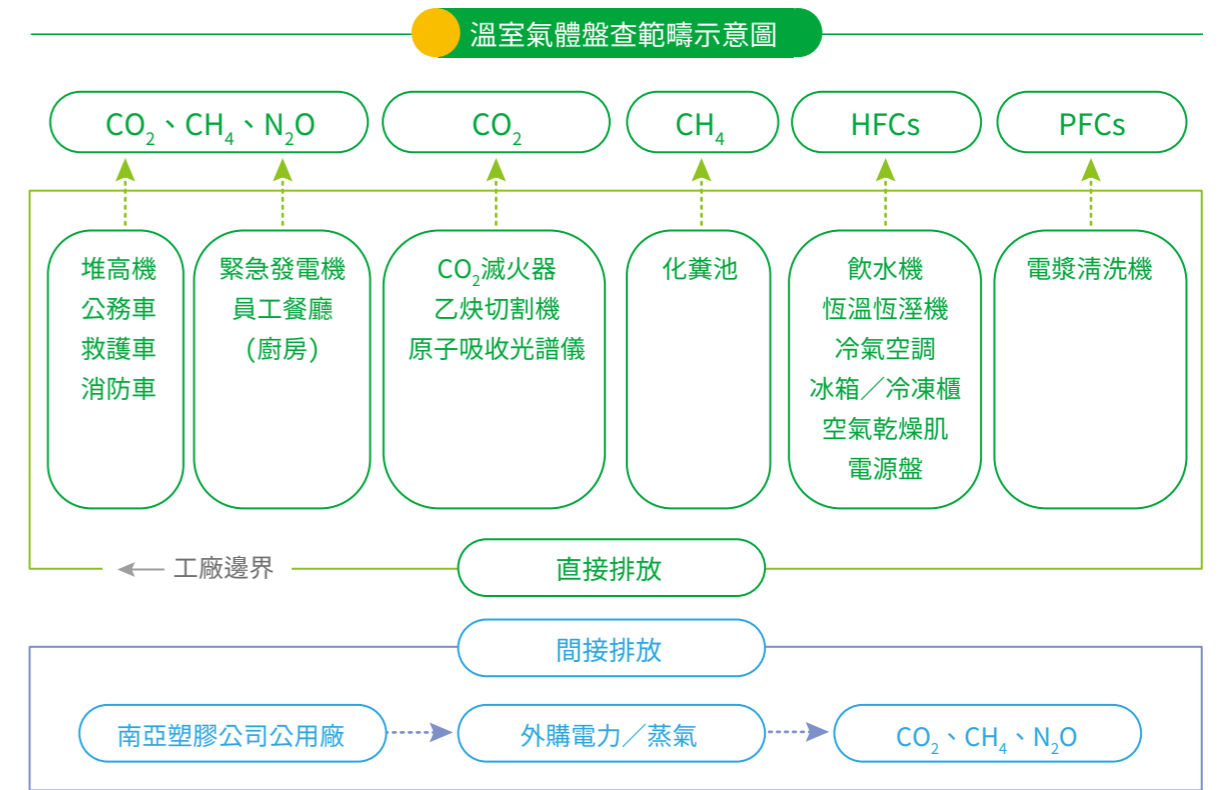 溫室氣體盤查範疇示意圖
CO₂、CH₄、N₂O
CO₂
CH₄
HFCs
PFCs
堆高機
公務車
救護車
消防車
緊急發電機
員工餐廳
(廚房)
CO₂滅火器
乙炔切割機
原子吸收光譜儀
化糞池
飲水機
恆溫恆溼機
冷氣空調
冰箱／冷凍櫃
空氣乾燥肌
電源盤
電漿清洗機
工廠邊界
直接排放
間接排放
南亞塑膠公司公用廠
外購電力／蒸氣
CO₂、CH₄、N₂O